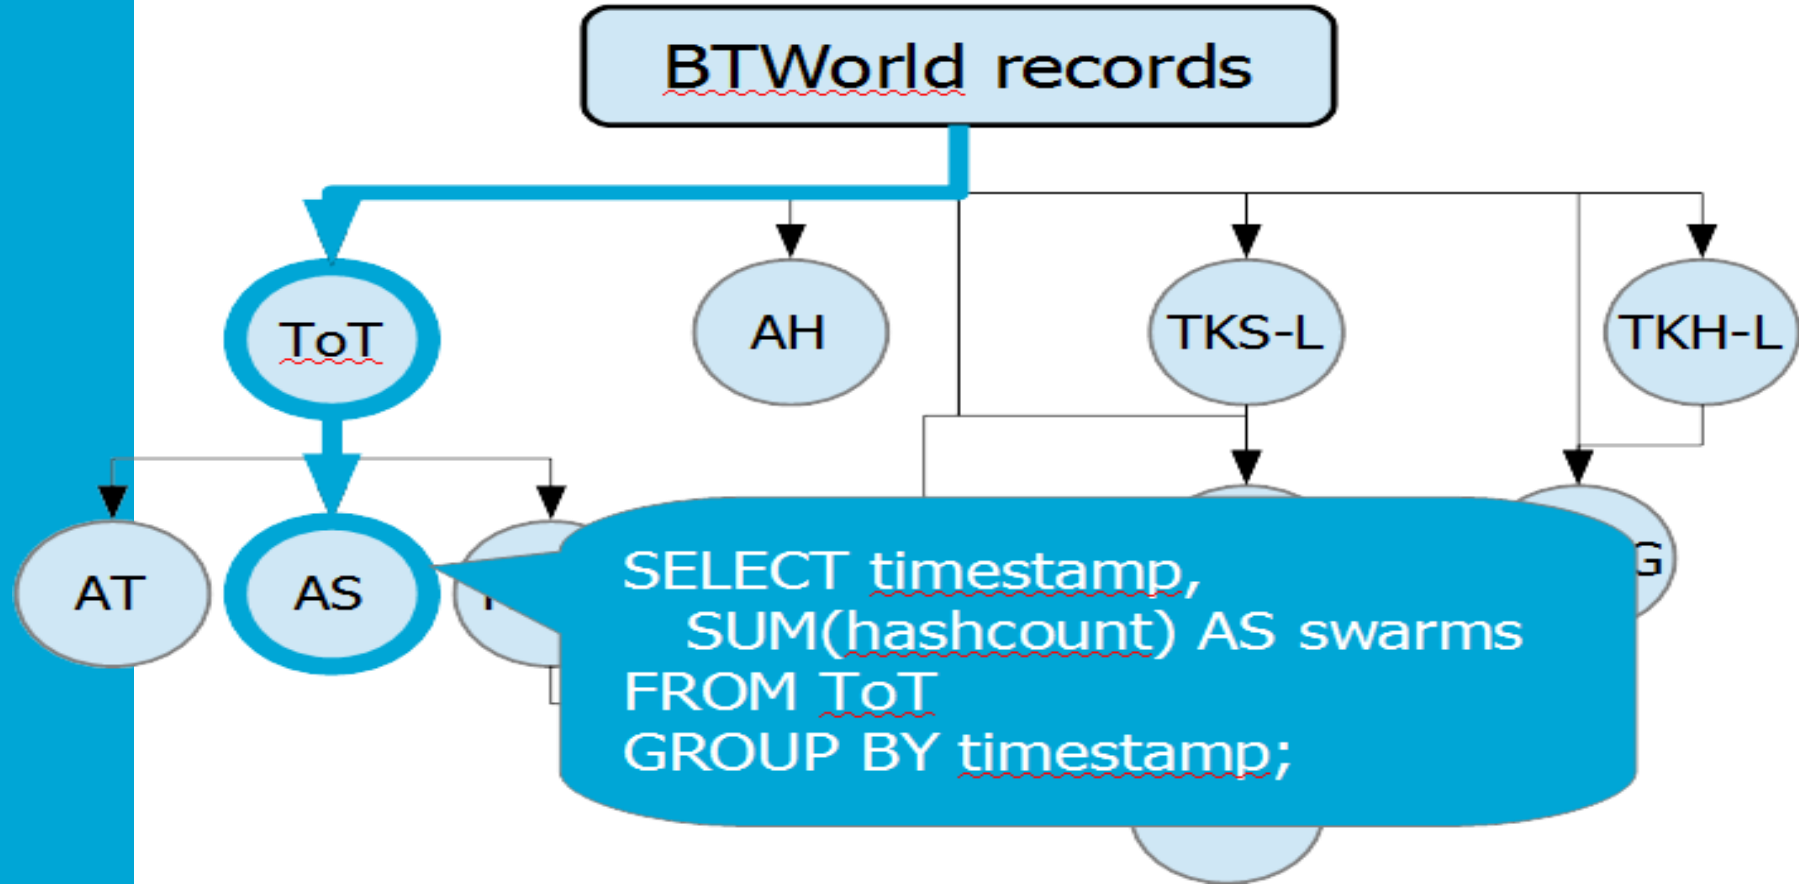 BTWorld records
ToT
AH
TKS-L
TKH-L
AT
AS
G
SELECT timestamp,
SUM(hashcount) AS swarms
FROM ToT
GROUP BY timestamp;